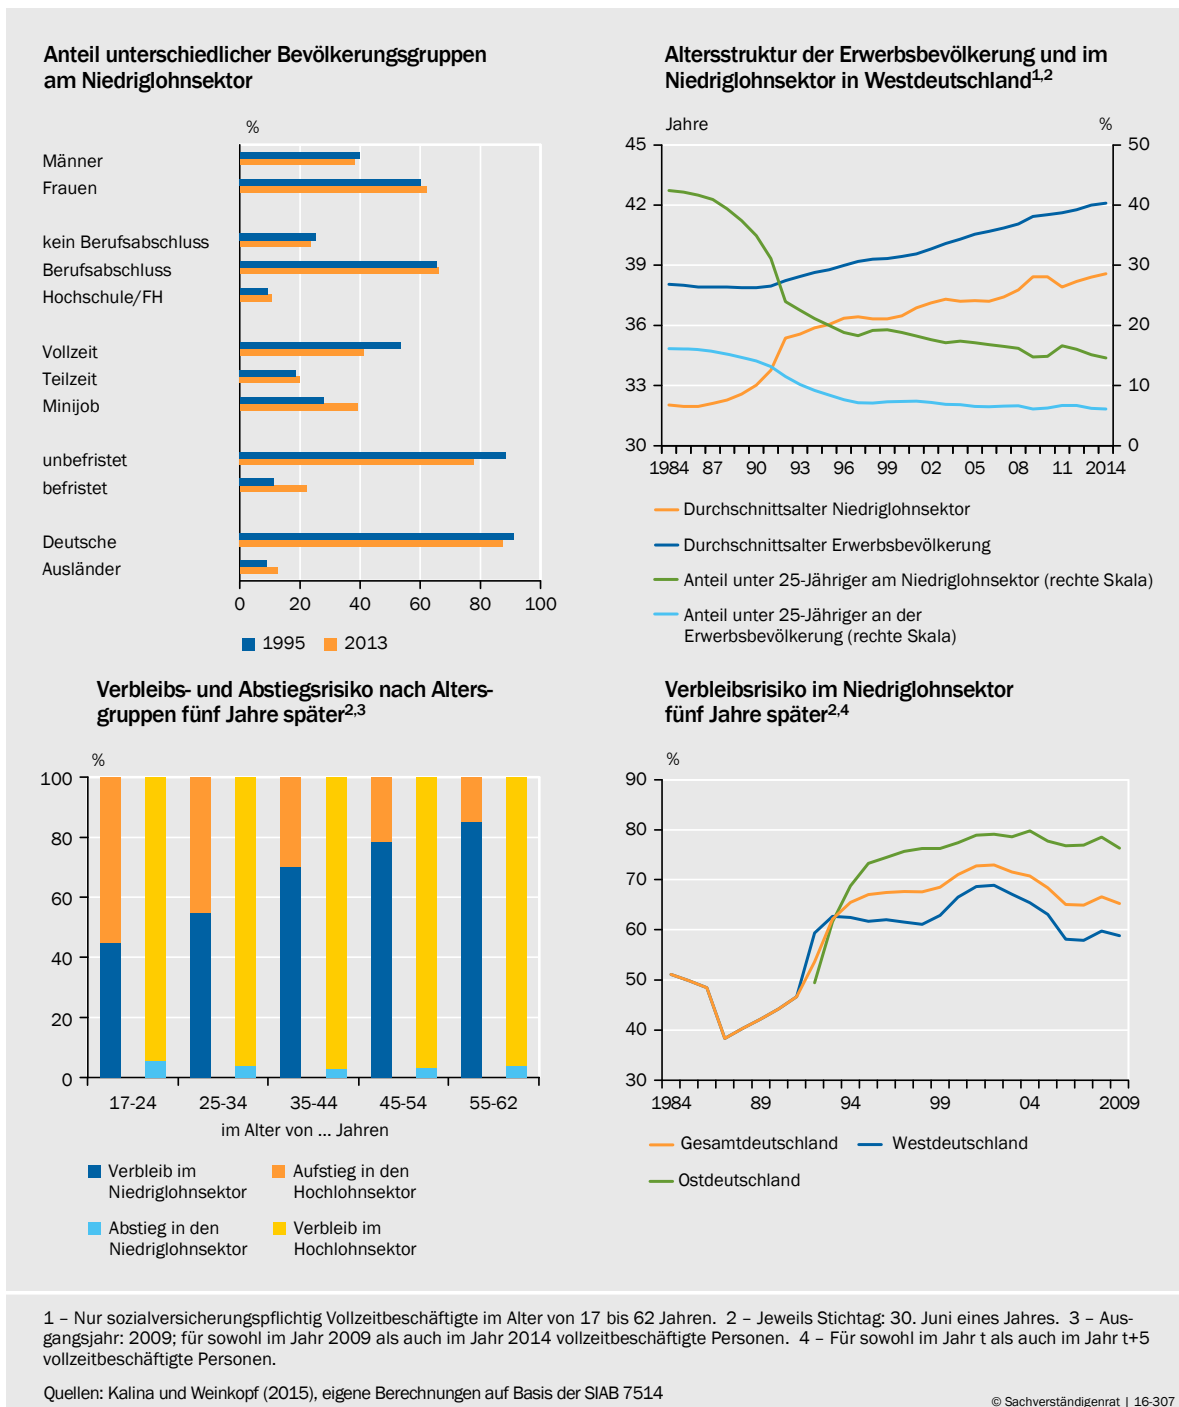 Anteil unterschiedlicher Bevölkerungsgruppen
am Niedriglohnsektor
%
Männer
Frauen
kein Berufsabschluss
Berufsabschluss
Hochschule/FH
Vollzeit
Teilzeit
Minijob
unbefristet
befristet
Deutsche
Ausländer
0 20 40 60 80 100
1995 2013
Altersstruktur der Erwerbsbevölkerung und im
Niedriglohnsektor in Westdeutschland1,2
Jahre %
45 50
42 40
39 30
36 20
33 10
30 0
1984 87 90 93 96 99 02 05 08 11 2014
Durchschnittsalter Niedriglohnsektor
Durchschnittsalter Erwerbsbevölkerung
Anteil unter 25-Jähriger am Niedriglohnsektor (rechte Skala)
Anteil unter 25-Jähriger an der
Erwerbsbevölkerung (rechte Skala)
Verbleibs- und Abstiegsrisiko nach Alters-
gruppen fünf Jahre später2,3
%
100
80
60
40
20
0
17-24 25-34 35-44 45-54 55-62
im Alter von ... Jahren
Verbleib im Niedriglohnsektor
Aufstieg in den Hochlohnsektor
Abstieg in den Niedriglohnsektor
Verbleib im Hochlohnsektor
Verbleibsrisiko im Niedriglohnsektor
fünf Jahre später2,4
%
90
80
70
60
50
40
30
1984 89 94 99 04 2009
Gesamtdeutschland Westdeutschland
Ostdeutschland
1 – Nur sozialversicherungspflichtig Vollzeitbeschäftigte im Alter von 17 bis 62 Jahren. 2 – Jeweils Stichtag: 30. Juni eines Jahres. 3 – Aus-
gangsjahr: 2009; für sowohl im Jahr 2009 als auch im Jahr 2014 vollzeitbeschäftigte Personen. 4 – Für sowohl im Jahr t als auch im Jahr t+5
vollzeitbeschäftigte Personen.
Quellen: Kalina und Weinkopf (2015), eigene Berechnungen auf Basis der SIAB 7514
© Sachverständigenrat | 16-307